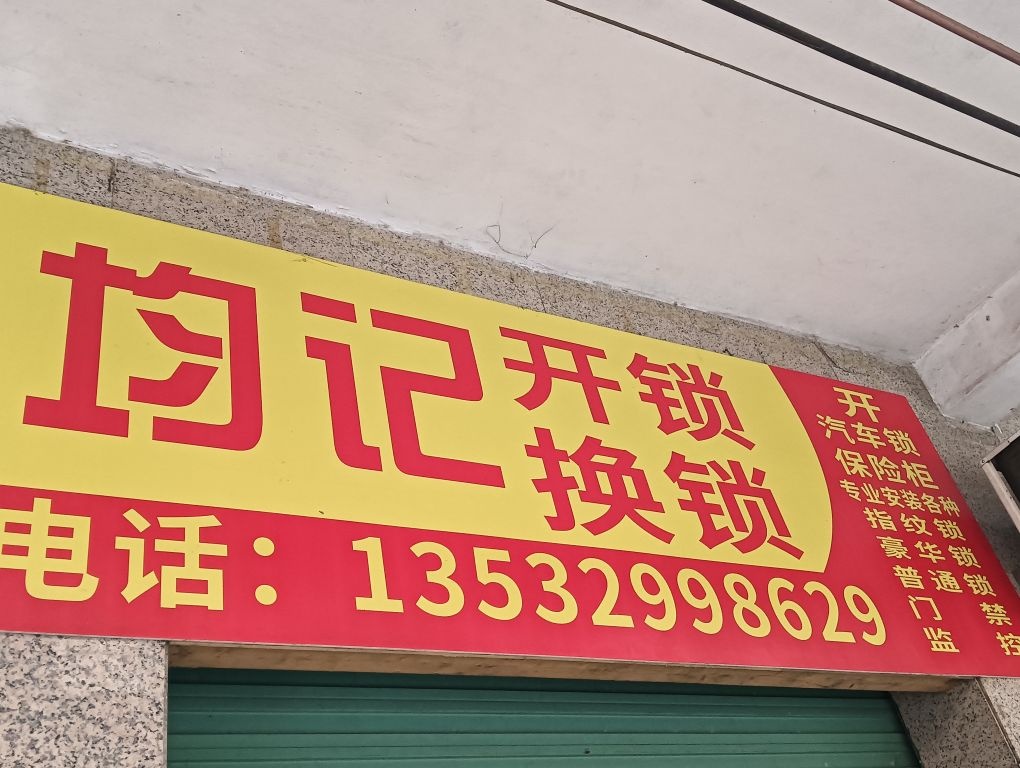 均记
开锁
换锁
电话：13532998629
开
汽车锁
保险柜
专业安装各种
指纹锁
豪华锁
普通锁
门禁
监控